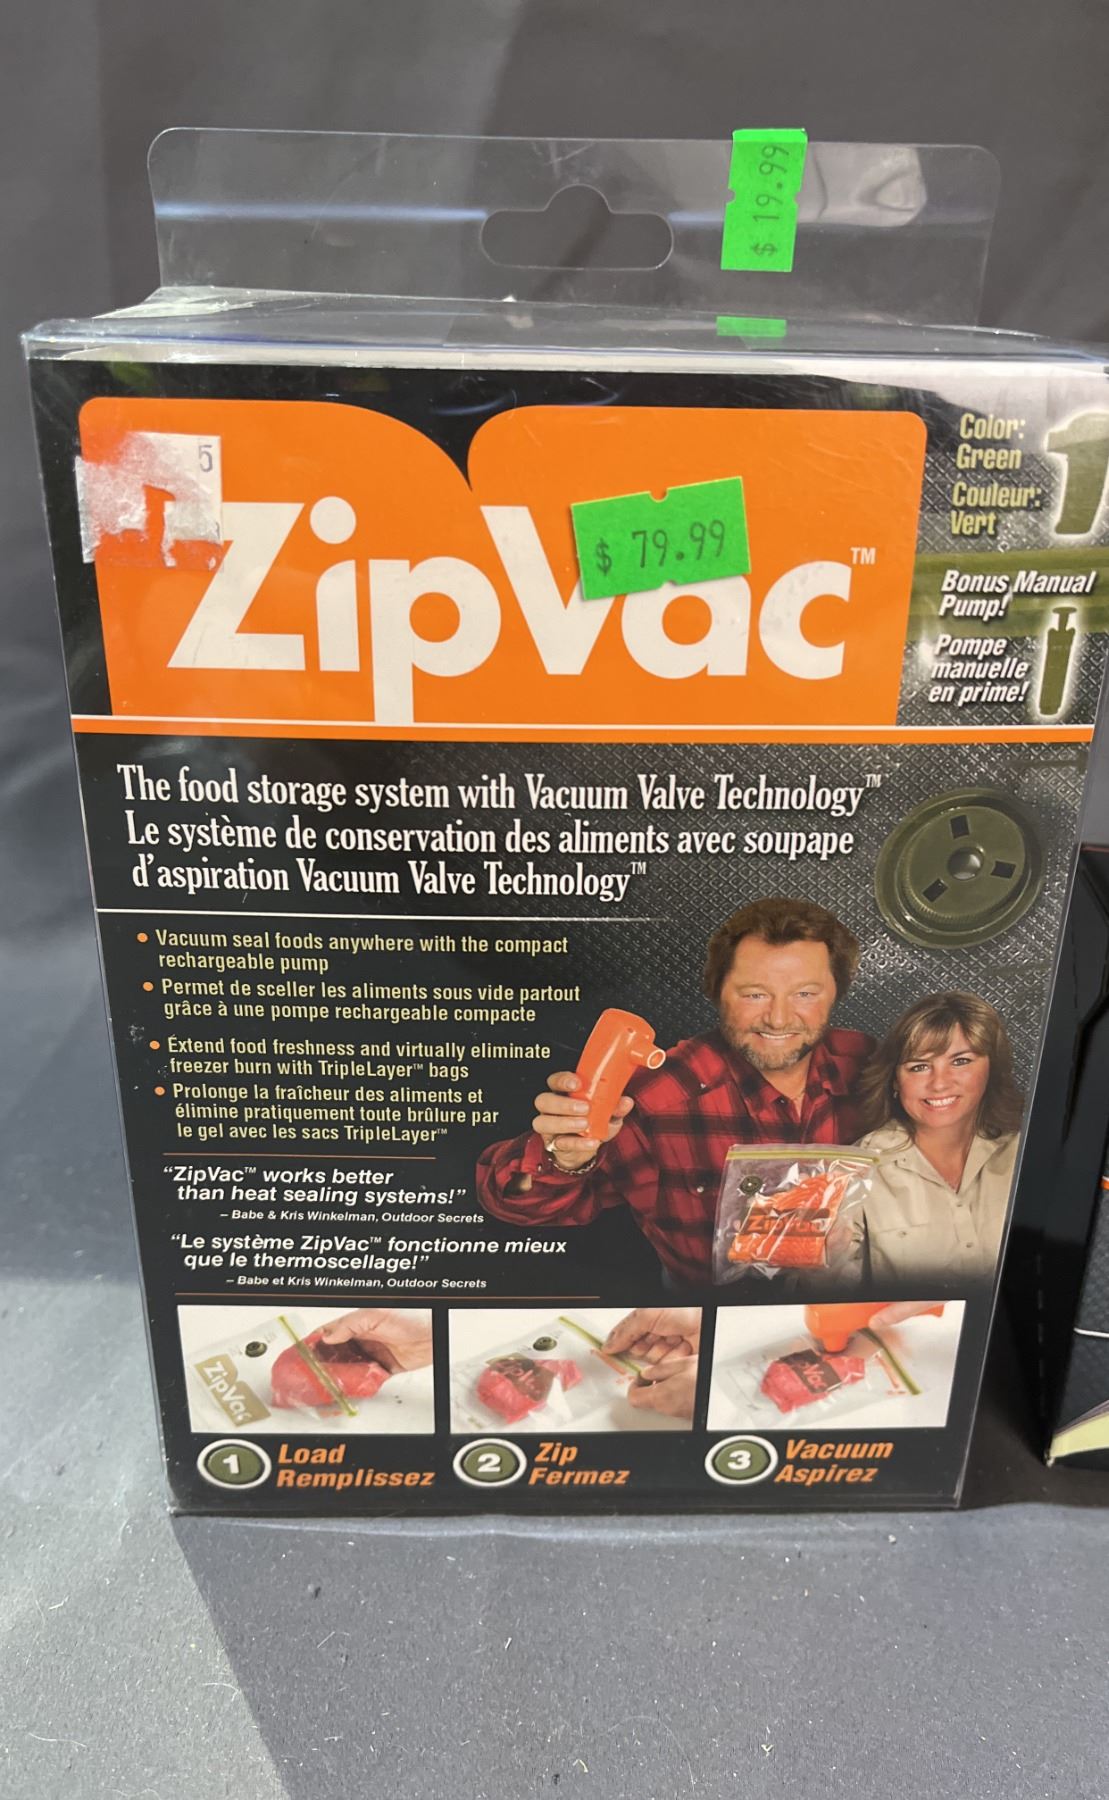 $ 19.99
5
ZipVac™
$ 79.99
Color:
Green
Couleur:
Vert
Bonus Manual
Pump!
Pompe
manuelle
en prime!
The food storage system with Vacuum Valve Technology™
Le système de conservation des aliments avec soupape
d'aspiration Vacuum Valve Technology™
• Vacuum seal foods anywhere with the compact
rechargeable pump
• Permet de sceller les aliments sous vide partout
grâce à une pompe rechargeable compacte
• Extend food freshness and virtually eliminate
freezer burn with TripleLayer™ bags
• Prolonge la fraîcheur des aliments et
élimine pratiquement toute brûlure par
le gel avec les sacs TripleLayer™
"ZipVac™ works better
than heat sealing systems!"
– Babe & Kris Winkelman, Outdoor Secrets
"Le système ZipVac™ fonctionne mieux
que le thermoscellage!"
– Babe et Kris Winkelman, Outdoor Secrets
ZipVac
ZipVac
Vac
1 Load
Remplissez
2 Zip
Fermez
3 Vacuum
Aspirez